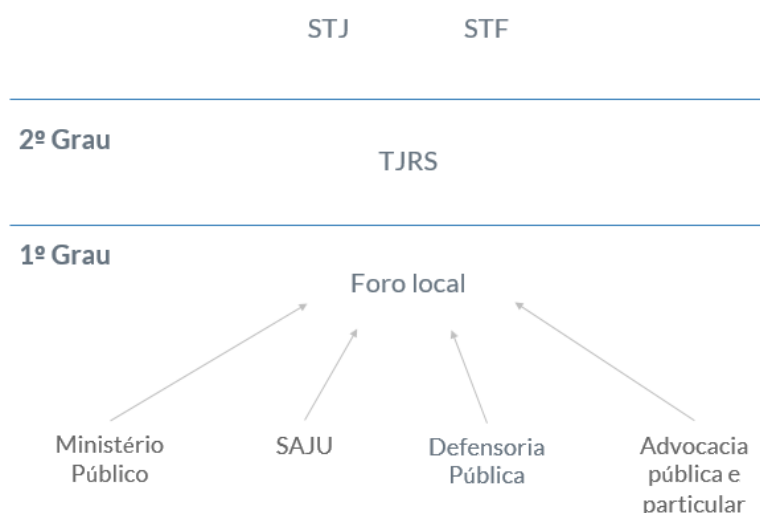 STJ STF
2º Grau
TJRS
1º Grau
Foro local
Ministério
Público
SAJU
Defensoria
Pública
Advocacia
pública e
particular